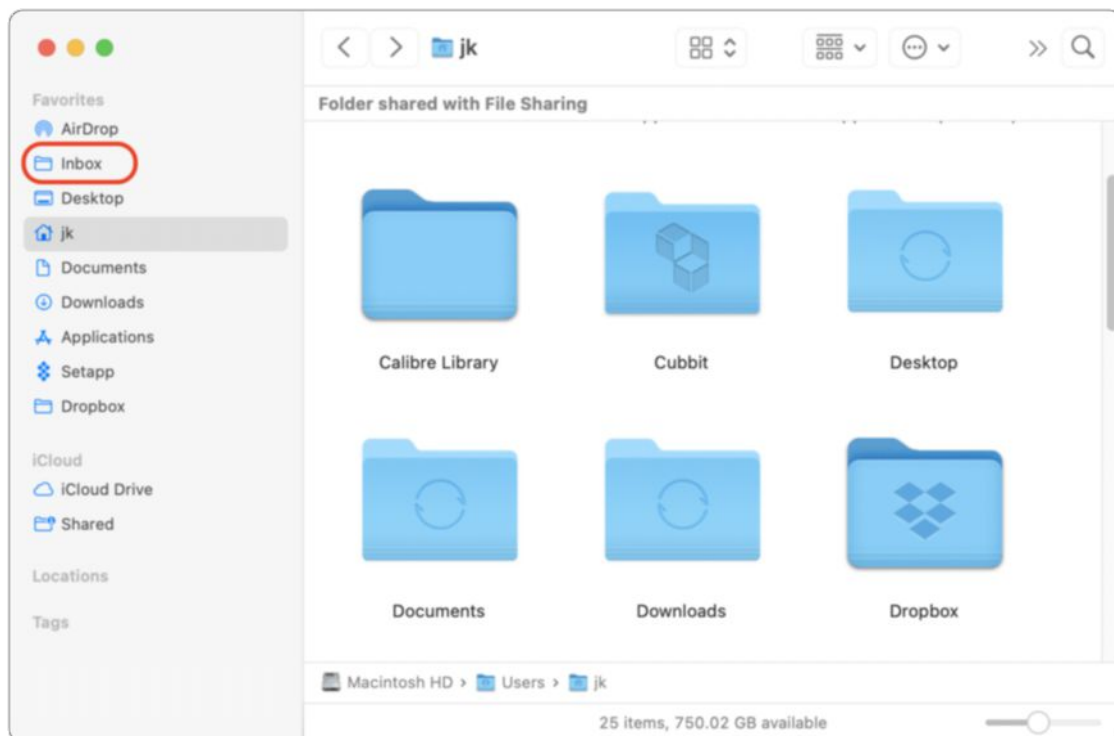 jk
Favorites
AirDrop
Inbox
Desktop
jk
Documents
Downloads
Applications
Setapp
Dropbox
iCloud
iCloud Drive
Shared
Locations
Tags
Folder shared with File Sharing
Calibre Library Cubbit Desktop
Documents Downloads Dropbox
Macintosh HD › Users › jk
25 items, 750.02 GB available